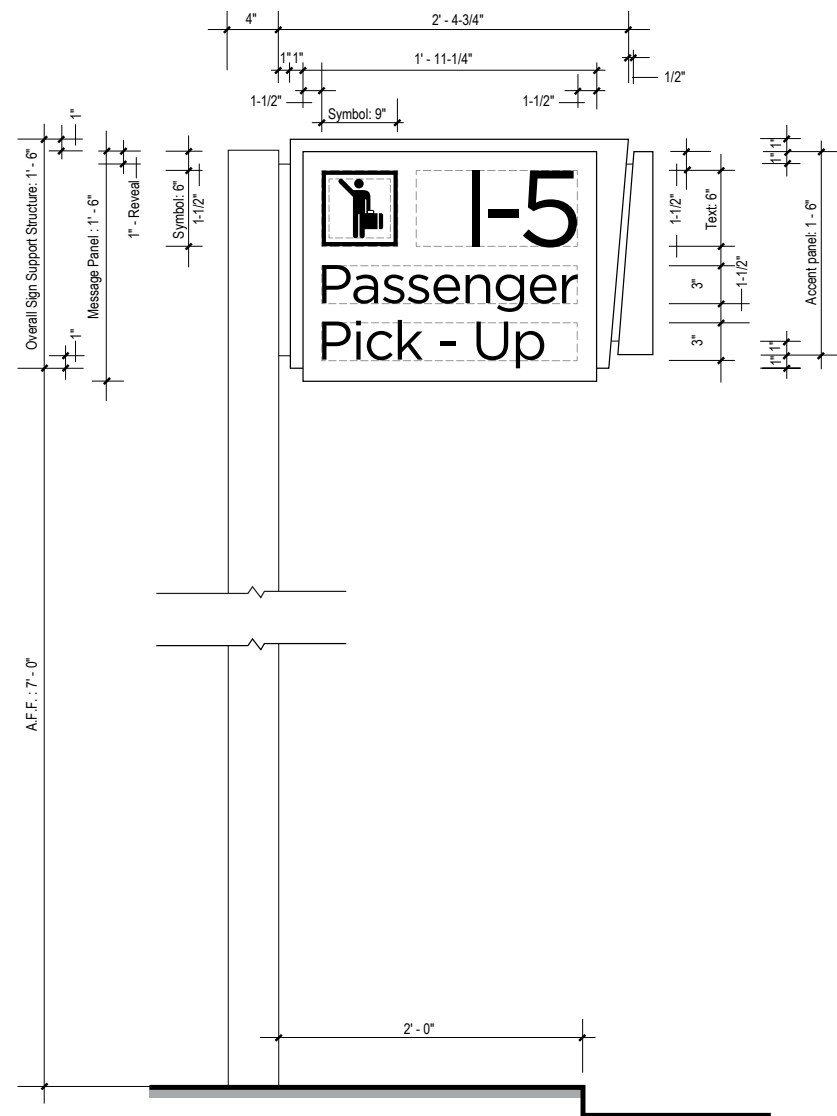 4"
2' - 4-3/4"
1"
1"
1' - 11-1/4"
1/2"
1-1/2"
1-1/2"
Symbol: 9"
Overall Sign Support Structure: 1' - 6"
1"
1"
Message Panel : 1' - 6"
1" - Reveal
Symbol: 6"
1-1/2"
I-5
Passenger
Pick - Up
1-1/2"
Text: 6"
3"
1-1/2"
3"
1"
1"
1"
1"
Accent panel: 1 - 6"
A.F.F. : 7' - 0"
2' - 0"